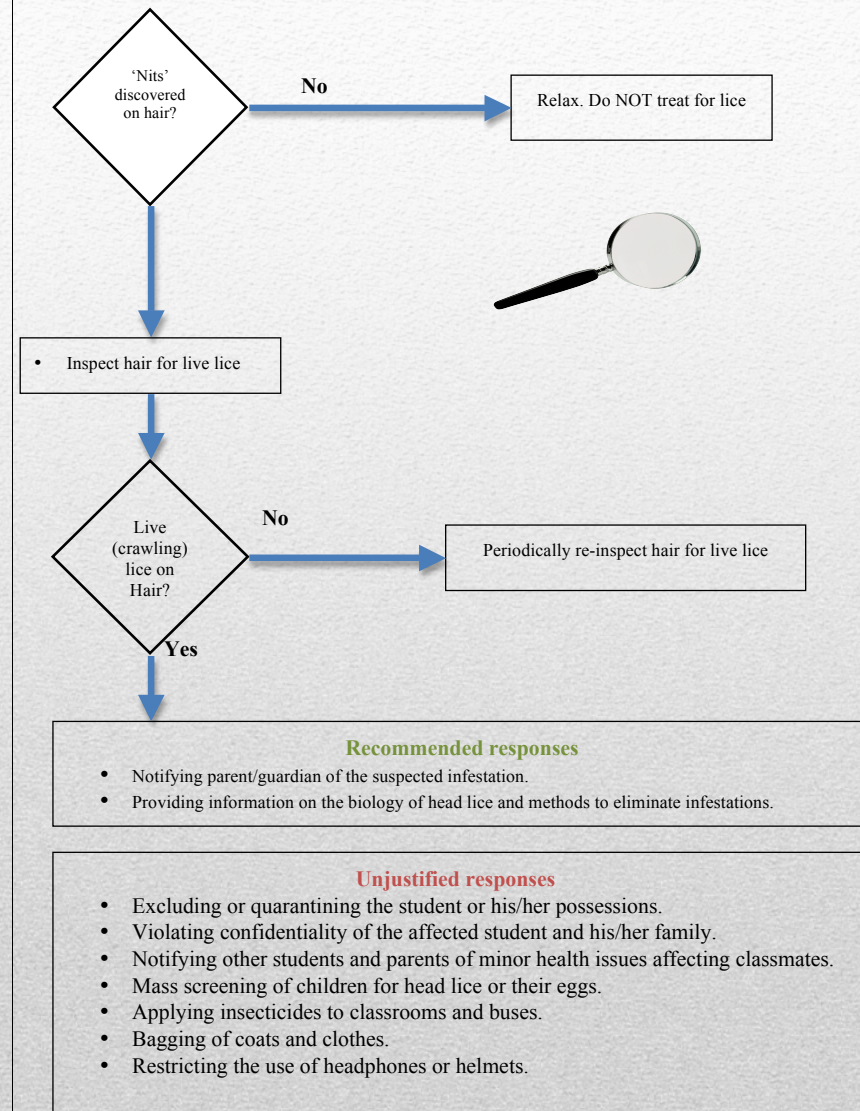 ‘Nits’
discovered
on hair?
No
Relax. Do NOT treat for lice
• Inspect hair for live lice
Live
(crawling)
lice on
Hair?
No
Periodically re-inspect hair for live lice
Yes
Recommended responses
• Notifying parent/guardian of the suspected infestation.
• Providing information on the biology of head lice and methods to eliminate infestations.
Unjustified responses
• Excluding or quarantining the student or his/her possessions.
• Violating confidentiality of the affected student and his/her family.
• Notifying other students and parents of minor health issues affecting classmates.
• Mass screening of children for head lice or their eggs.
• Applying insecticides to classrooms and buses.
• Bagging of coats and clothes.
• Restricting the use of headphones or helmets.